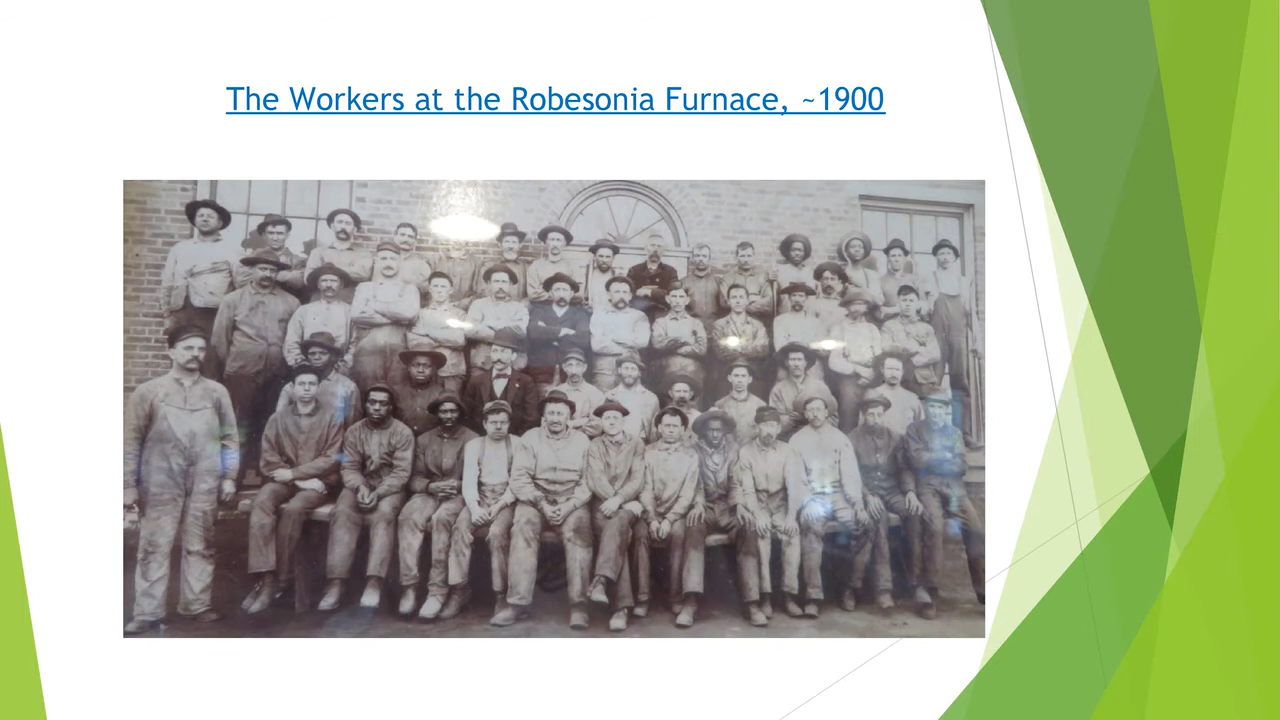 The Workers at the Robesonia Furnace, ~1900